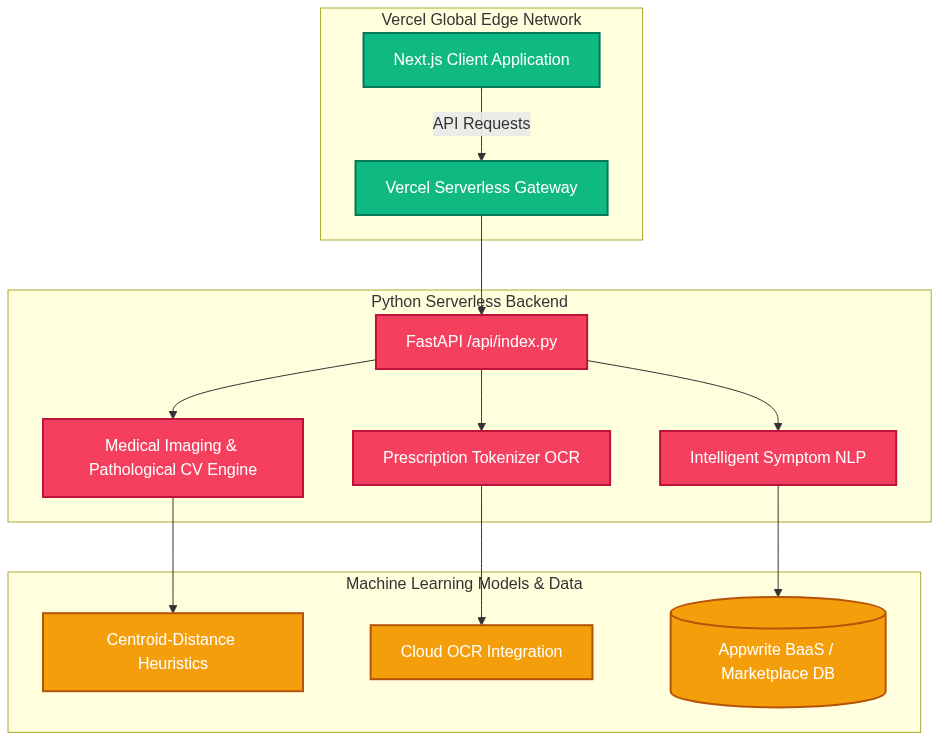 Vercel Global Edge Network
Next.js Client Application
API Requests
Vercel Serverless Gateway
Python Serverless Backend
FastAPI /api/index.py
Medical Imaging &
Pathological CV Engine
Prescription Tokenizer OCR
Intelligent Symptom NLP
Machine Learning Models & Data
Centroid-Distance
Heuristics
Cloud OCR Integration
Appwrite BaaS /
Marketplace DB